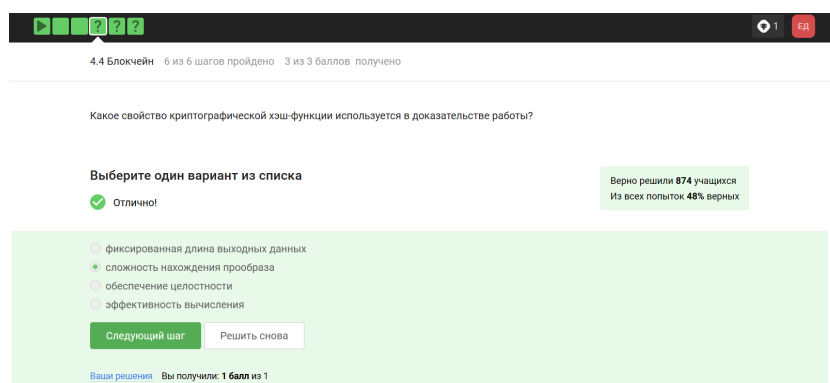 ? ? ?
1 ЕД
4.4 Блокчейн 6 из 6 шагов пройдено 3 из 3 баллов получено
Какое свойство криптографической хэш-функции используется в доказательстве работы?
Выберите один вариант из списка
Верно решили 874 учащихся
Из всех попыток 48% верных
Отлично!
фиксированная длина выходных данных
сложность нахождения прообраза
обеспечение целостности
эффективность вычисления
Следующий шаг Решить снова
Ваши решения Вы получили: 1 балл из 1